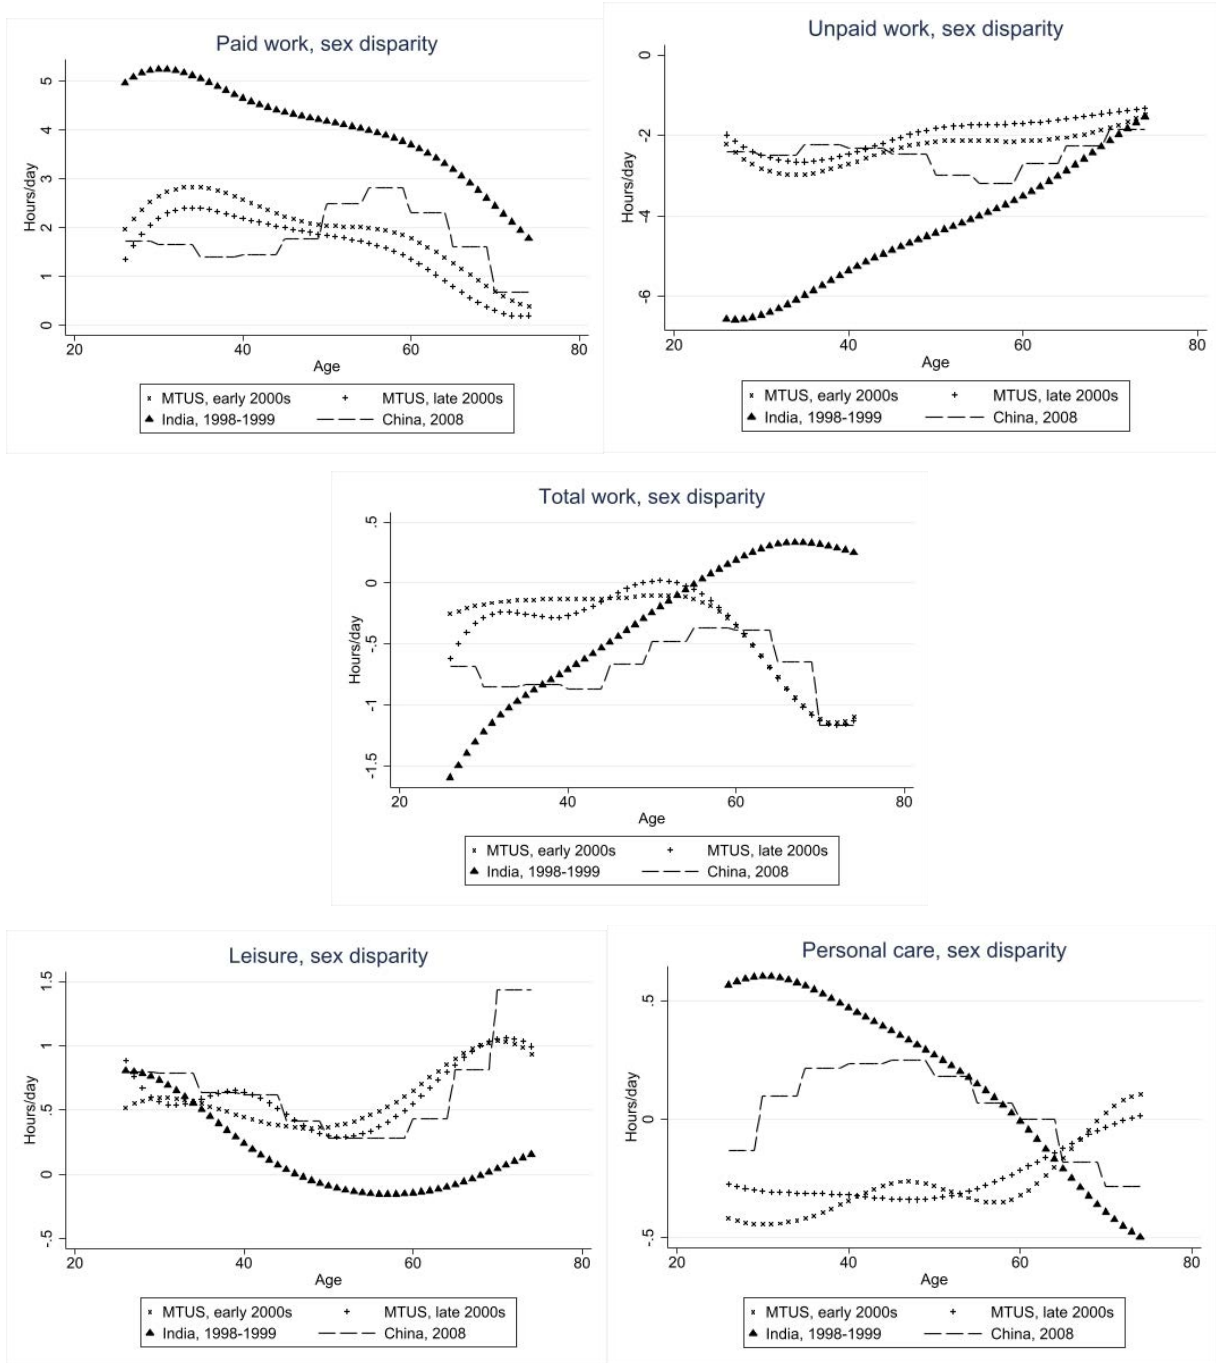 Paid work, sex disparity
Hours/day
5
4
3
2
1
0
20 40 60 80
Age
× MTUS, early 2000s + MTUS, late 2000s
▲ India, 1998-1999 — — — China, 2008
Unpaid work, sex disparity
Hours/day
0
-2
-4
-6
20 40 60 80
Age
× MTUS, early 2000s + MTUS, late 2000s
▲ India, 1998-1999 — — — China, 2008
Total work, sex disparity
Hours/day
.5
0
-.5
-1
-1.5
20 40 60 80
Age
× MTUS, early 2000s + MTUS, late 2000s
▲ India, 1998-1999 — — — China, 2008
Leisure, sex disparity
Hours/day
1.5
1
.5
0
-.5
20 40 60 80
Age
× MTUS, early 2000s + MTUS, late 2000s
▲ India, 1998-1999 — — — China, 2008
Personal care, sex disparity
Hours/day
.5
0
-.5
20 40 60 80
Age
× MTUS, early 2000s + MTUS, late 2000s
▲ India, 1998-1999 — — — China, 2008